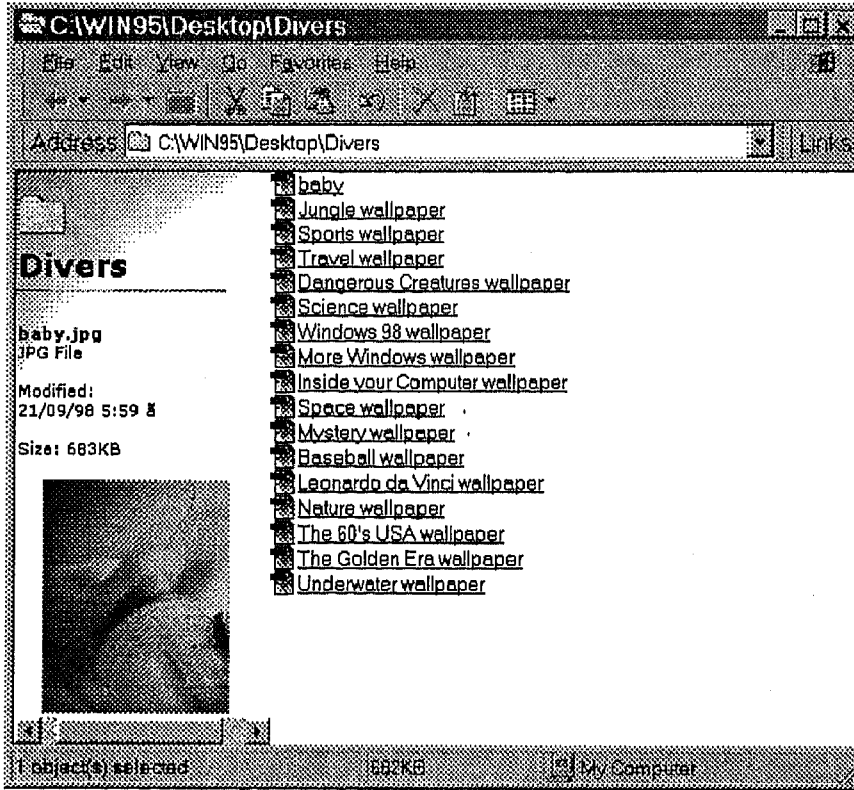 C:\WIN95\Desktop\Divers
File Edit View Go Favorites Help
Address C:\WIN95\Desktop\Divers Links
Divers
baby.jpg
JPG File
Modified:
21/09/98 5:59
Size: 683KB
baby
Jungle wallpaper
Sports wallpaper
Travel wallpaper
Dangerous Creatures wallpaper
Science wallpaper
Windows 98 wallpaper
More Windows wallpaper
Inside your Computer wallpaper
Space wallpaper
Mystery wallpaper
Baseball wallpaper
Leonardo da Vinci wallpaper
Nature wallpaper
The 60's USA wallpaper
The Golden Era wallpaper
Underwater wallpaper
1 object(s) selected 682KB My Computer